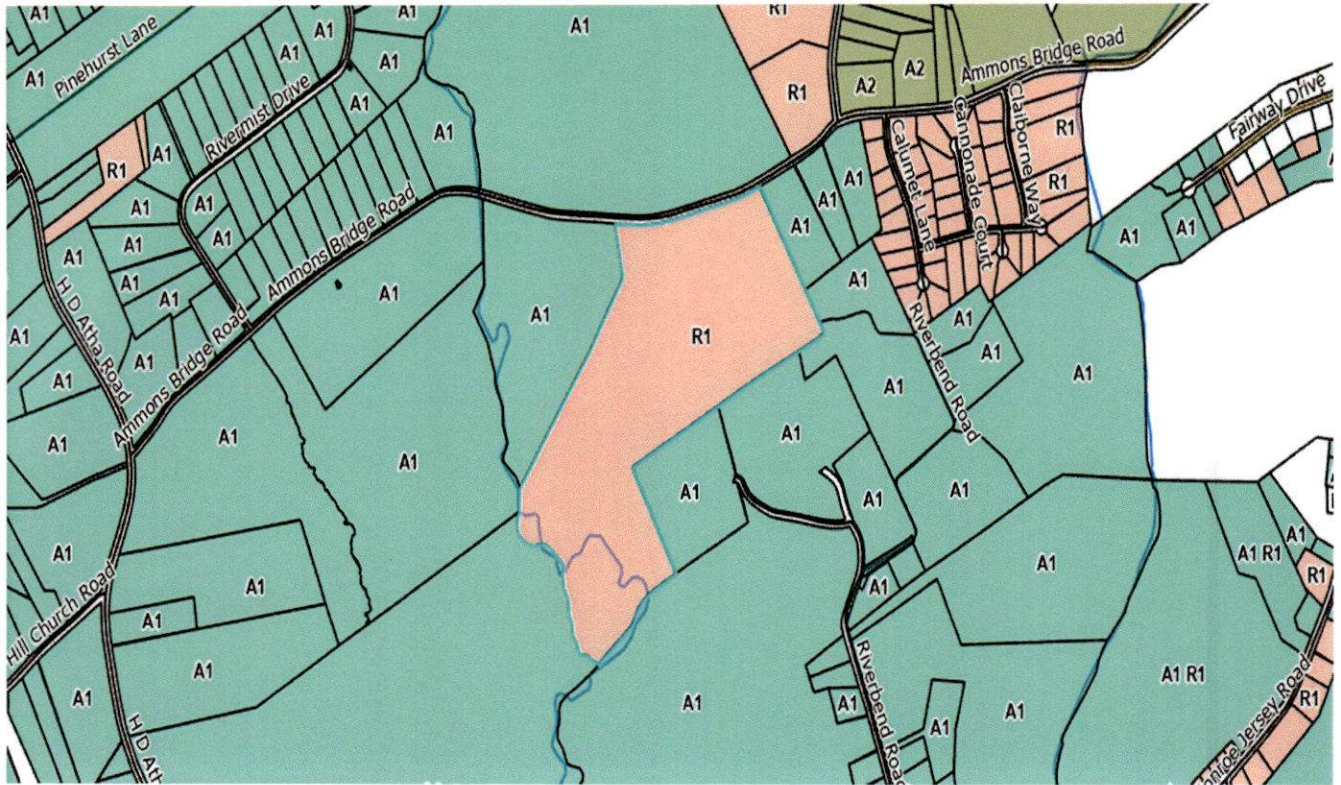 A1
A1
R1
A1
A1
Pinehurst Lane
A1
A1
A1
Ammons Bridge Road
A2
A2
R1
A1
Rivermist Drive
A1
A1
Fairway Drive
R1
A1
Claiborne Way
Cannonade Court
Calumet Lane
R1
R1
A1
A1
A1
A1
A1
A1
A1
Ammons Bridge Road
A1
A1
A1
A1
A1
H D Atha Road
A1
A1
A1
A1
R1
A1
Riverbend Road
A1
A1
A1
A1
A1
A1
Ammons Bridge Road
A1
A1
A1
A1
A1
A1
A1
A1
A1
A1
A1 R1
A1
R1
Hill Church Road
A1
A1
A1
A1
A1
A1
A1
Riverbend Road
A1
A1
A1
A1 R1
R1
H D Ath
Monroe Jersey Road